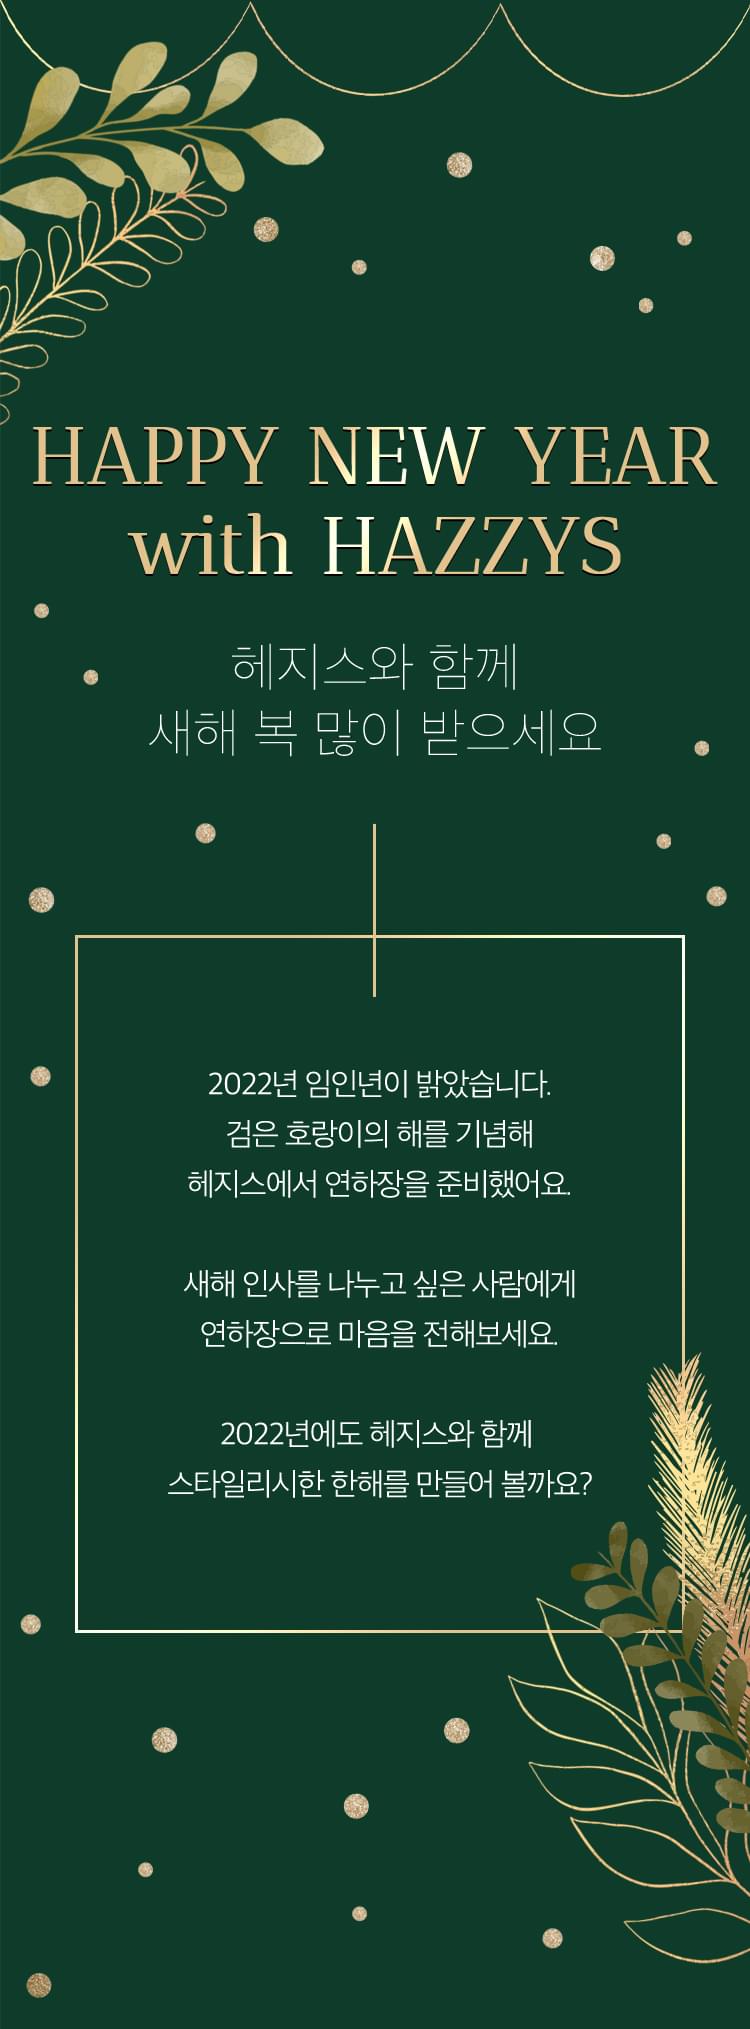 HAPPY NEW YEAR
with HAZZYS
헤지스와 함께
새해 복 많이 받으세요
2022년 임인년이 밝았습니다.
검은 호랑이의 해를 기념해
헤지스에서 연하장을 준비했어요.
새해 인사를 나누고 싶은 사람에게
연하장으로 마음을 전해보세요.
2022년에도 헤지스와 함께
스타일리시한 한해를 만들어 볼까요?